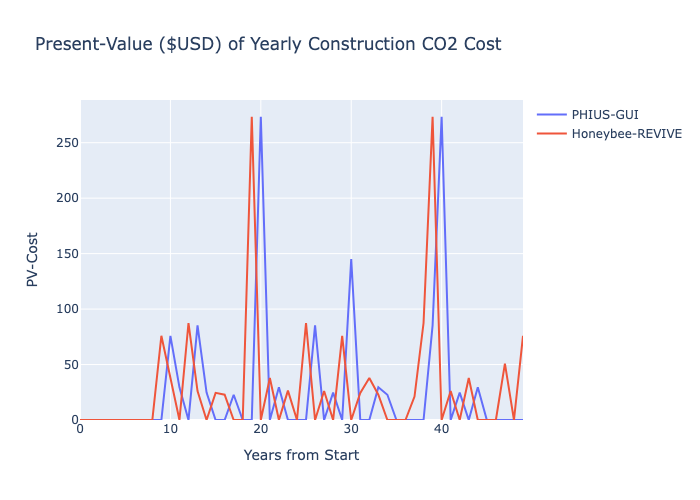 Present-Value ($USD) of Yearly Construction CO2 Cost
PHIUS-GUI
Honeybee-REVIVE
250
200
150
100
50
0
PV-Cost
0 10 20 30 40
Years from Start